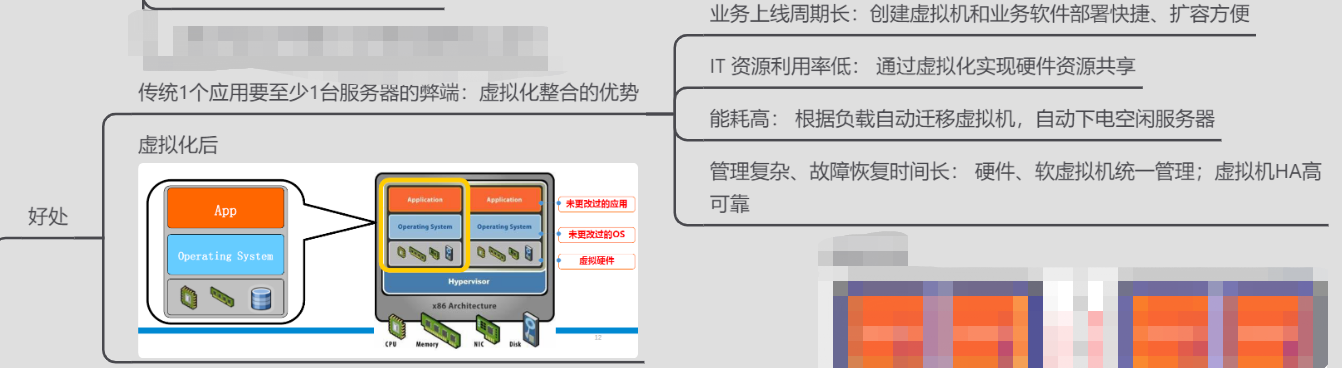 业务上线周期长：创建虚拟机和业务软件部署快捷、扩容方便
IT 资源利用率低： 通过虚拟化实现硬件资源共享
传统1个应用要至少1台服务器的弊端：虚拟化整合的优势
能耗高： 根据负载自动迁移虚拟机，自动下电空闲服务器
虚拟化后
管理复杂、故障恢复时间长： 硬件、软虚拟机统一管理；虚拟机HA高
可靠
好处
App
Operating System
Application
Application
未更改过的应用
Operating System
Operating System
未更改过的OS
虚拟硬件
Hypervisor
x86 Architecture
CPU
Memory
NIC
Disk
12